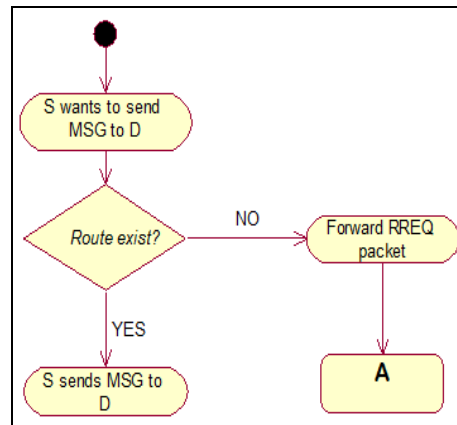 S wants to send
MSG to D
Route exist?
NO
Forward RREQ
packet
YES
A
S sends MSG to
D